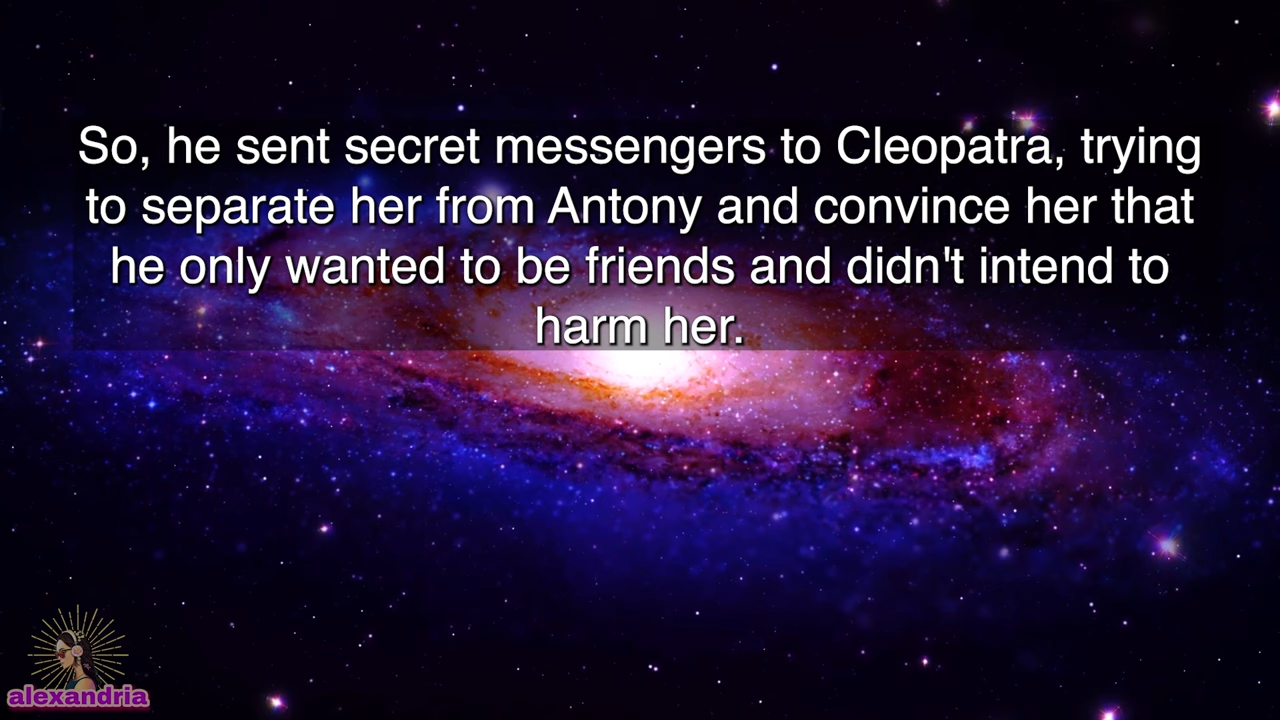 So, he sent secret messengers to Cleopatra, trying
to separate her from Antony and convince her that
he only wanted to be friends and didn't intend to
harm her.
alexandria